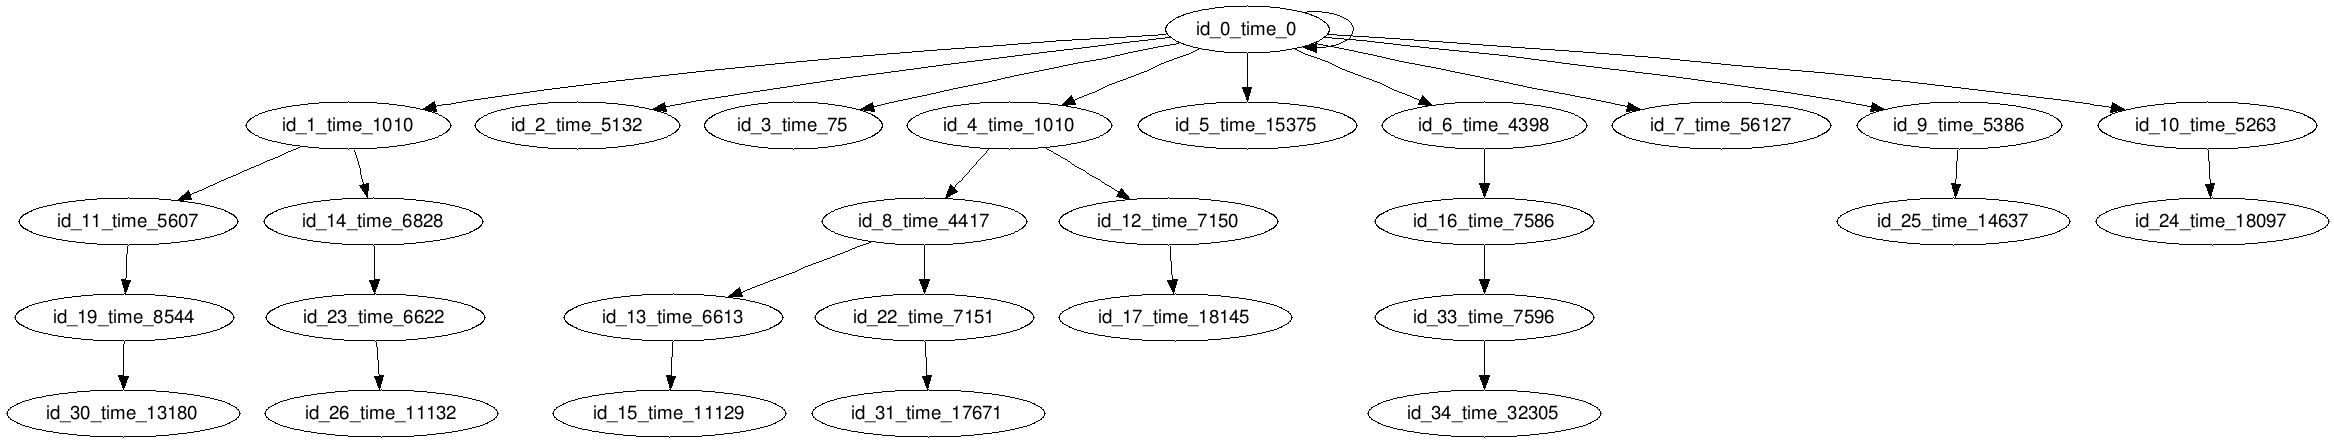 id_0_time_0
id_1_time_1010
id_2_time_5132
id_3_time_75
id_4_time_1010
id_5_time_15375
id_6_time_4398
id_7_time_56127
id_9_time_5386
id_10_time_5263
id_11_time_5607
id_14_time_6828
id_8_time_4417
id_12_time_7150
id_16_time_7586
id_25_time_14637
id_24_time_18097
id_19_time_8544
id_23_time_6622
id_13_time_6613
id_22_time_7151
id_17_time_18145
id_33_time_7596
id_30_time_13180
id_26_time_11132
id_15_time_11129
id_31_time_17671
id_34_time_32305